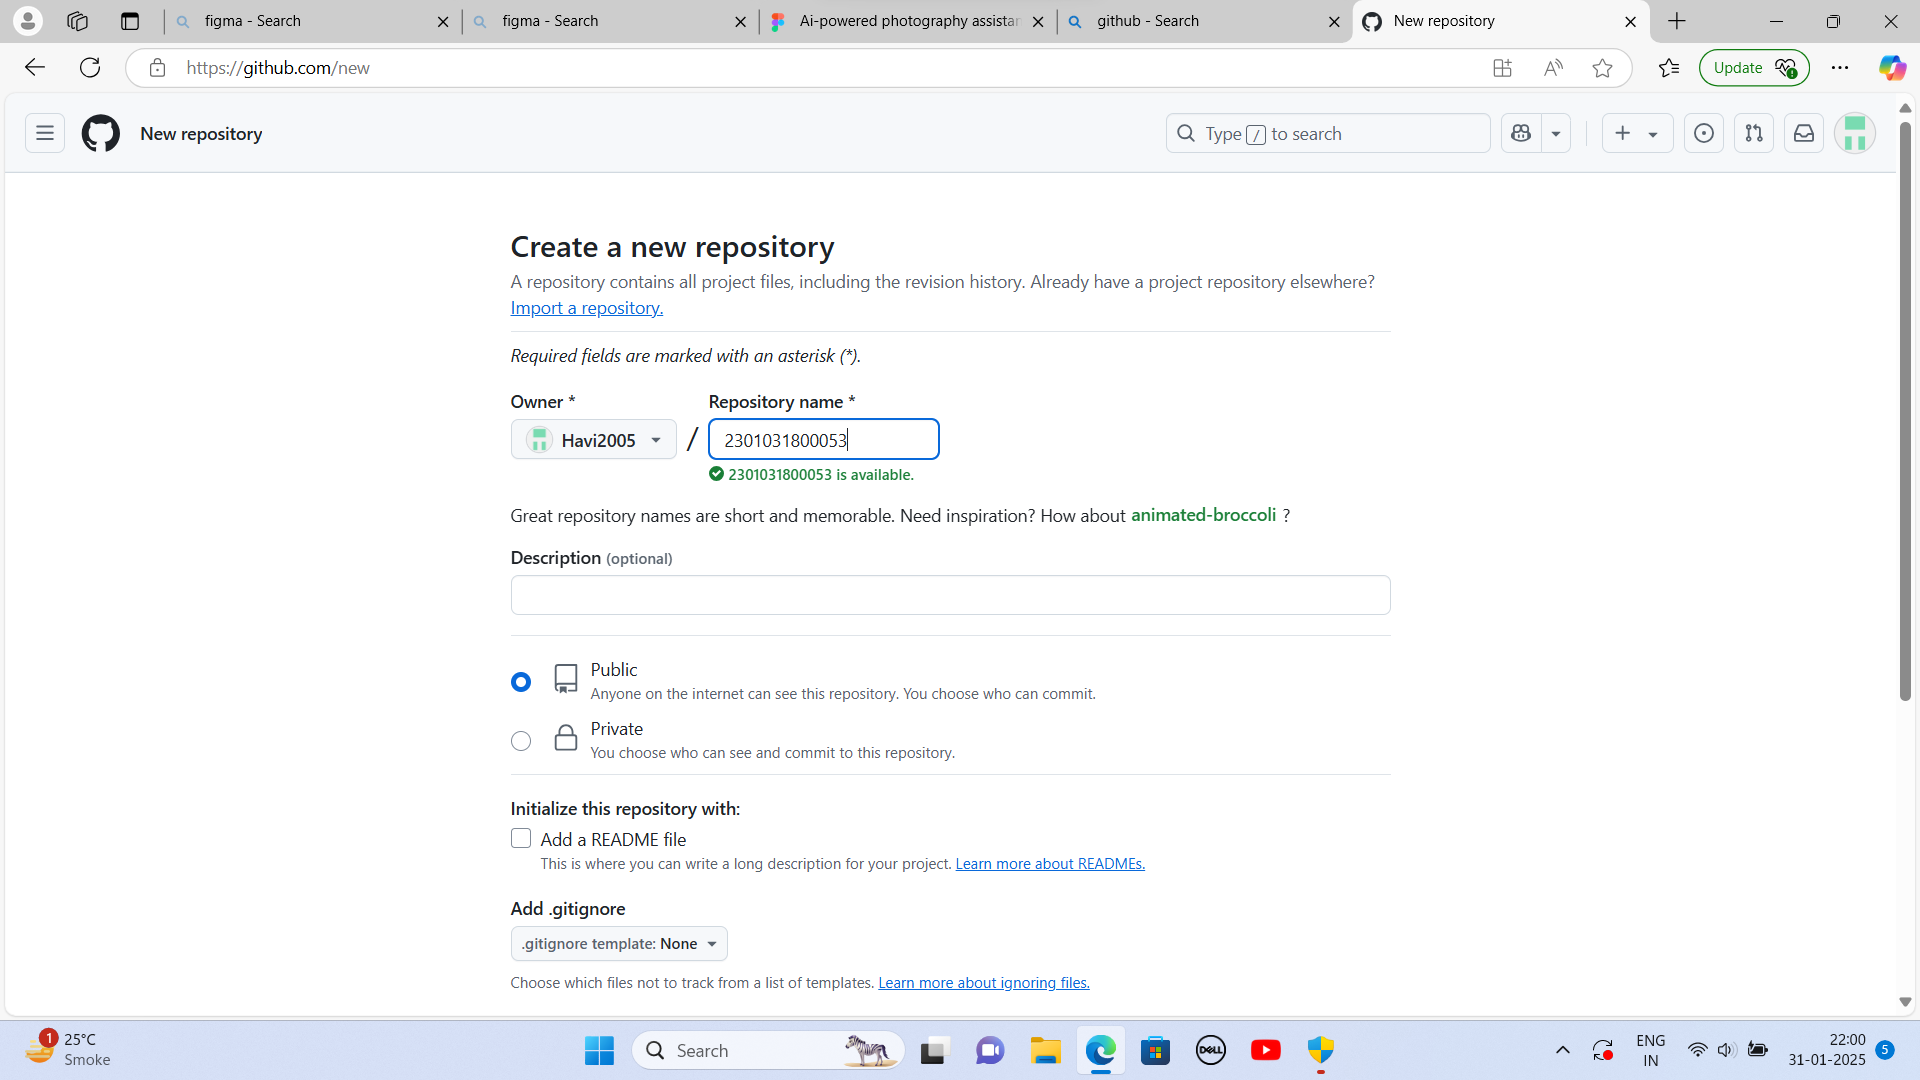 figma - Search
figma - Search
Ai-powered photography assistan
github - Search
New repository
https://github.com/new
Update
New repository
Type / to search
Create a new repository
A repository contains all project files, including the revision history. Already have a project repository elsewhere?
Import a repository.
Required fields are marked with an asterisk (*).
Owner *
Repository name *
Havi2005
/
2301031800053
2301031800053 is available.
Great repository names are short and memorable. Need inspiration? How about animated-broccoli ?
Description (optional)
Public
Anyone on the internet can see this repository. You choose who can commit.
Private
You choose who can see and commit to this repository.
Initialize this repository with:
Add a README file
This is where you can write a long description for your project. Learn more about READMEs.
Add .gitignore
.gitignore template: None
Choose which files not to track from a list of templates. Learn more about ignoring files.
1
25°C
Smoke
Search
DELL
ENG
IN
22:00
31-01-2025
5